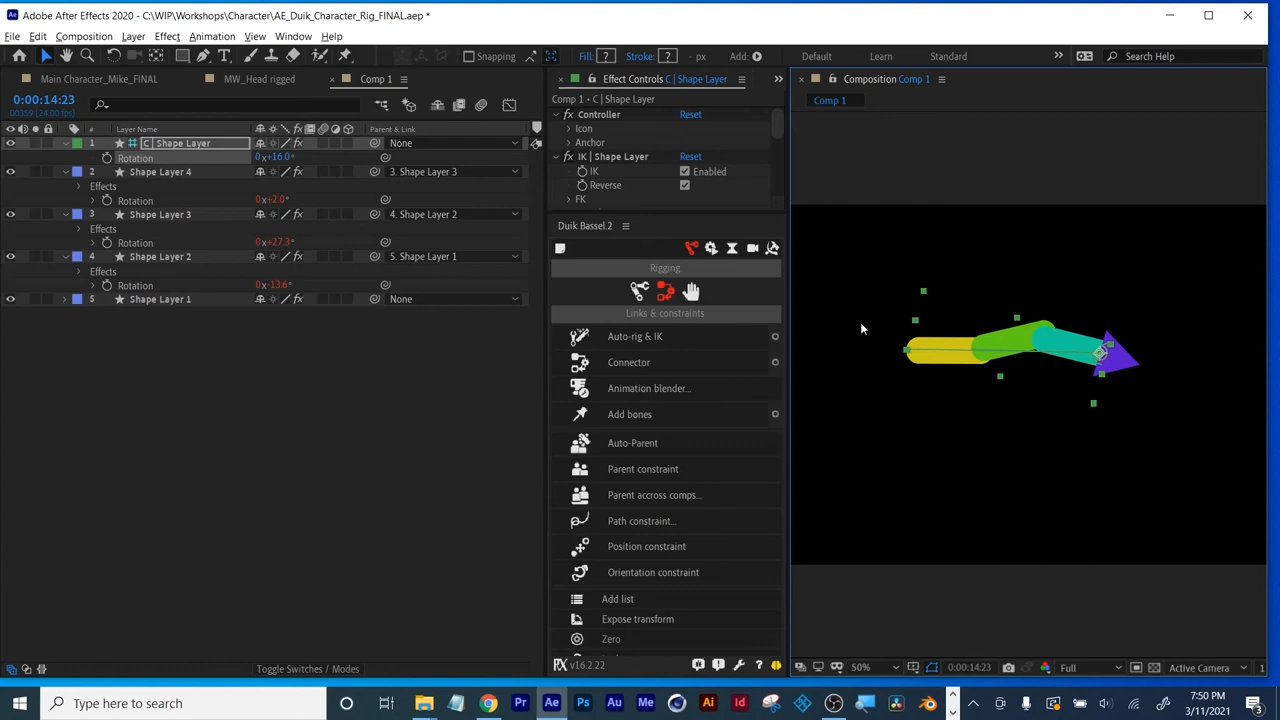 Adobe After Effects 2020 - C:\WIP\Workshops\Character\AE_Duik_Character_Rig_FINAL.aep *
File Edit Composition Layer Effect Animation View Window Help
Snapping Fill: ? Stroke: ? - px Add: Default Learn Standard » Search Help
Main Character_Mike_FINAL MW_Head rigged × Comp 1
Effect Controls C | Shape Layer »
Composition Comp 1
0:00:14:23
00359 (24.00 fps)
Comp 1 • C | Shape Layer
Comp 1
# Layer Name Parent & Link
fx Controller Reset
Icon
Anchor
fx IK | Shape Layer Reset
IK Enabled
Reverse
FK
1 C | Shape Layer None
Rotation 0x+16.0°
2 Shape Layer 4 3. Shape Layer 3
Effects
Rotation 0x+2.0°
3 Shape Layer 3 4. Shape Layer 2
Effects
Rotation 0x+27.3°
4 Shape Layer 2 5. Shape Layer 1
Effects
Rotation 0x-13.6°
5 Shape Layer 1 None
Duik Bassel.2
Rigging
Links & constraints
Auto-rig & IK
Connector
Animation blender...
Add bones
Auto-Parent
Parent constraint
Parent accross comps...
Path constraint...
Position constraint
Orientation constraint
Add list
Expose transform
Zero
v16.2.22
Toggle Switches / Modes
50% 0:00:14:23 Full Active Camera 1
Type here to search
7:50 PM
3/11/2021